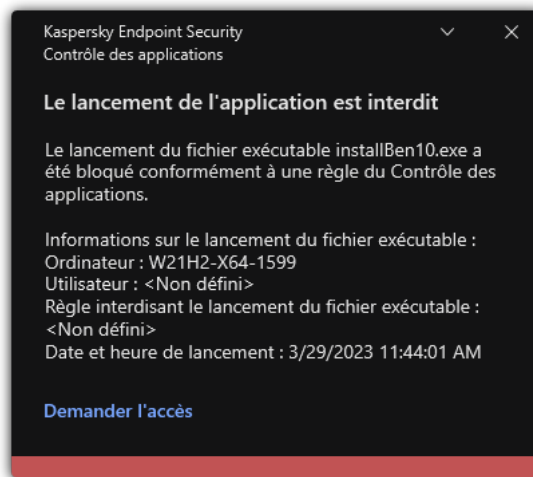 Kaspersky Endpoint Security
Contrôle des applications
Le lancement de l'application est interdit
Le lancement du fichier exécutable installBen10.exe a
été bloqué conformément à une règle du Contrôle des
applications.
Informations sur le lancement du fichier exécutable :
Ordinateur : W21H2-X64-1599
Utilisateur : <Non défini>
Règle interdisant le lancement du fichier exécutable :
<Non défini>
Date et heure de lancement : 3/29/2023 11:44:01 AM
Demander l'accès